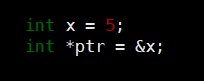 int x = 5;
int *ptr = &x;